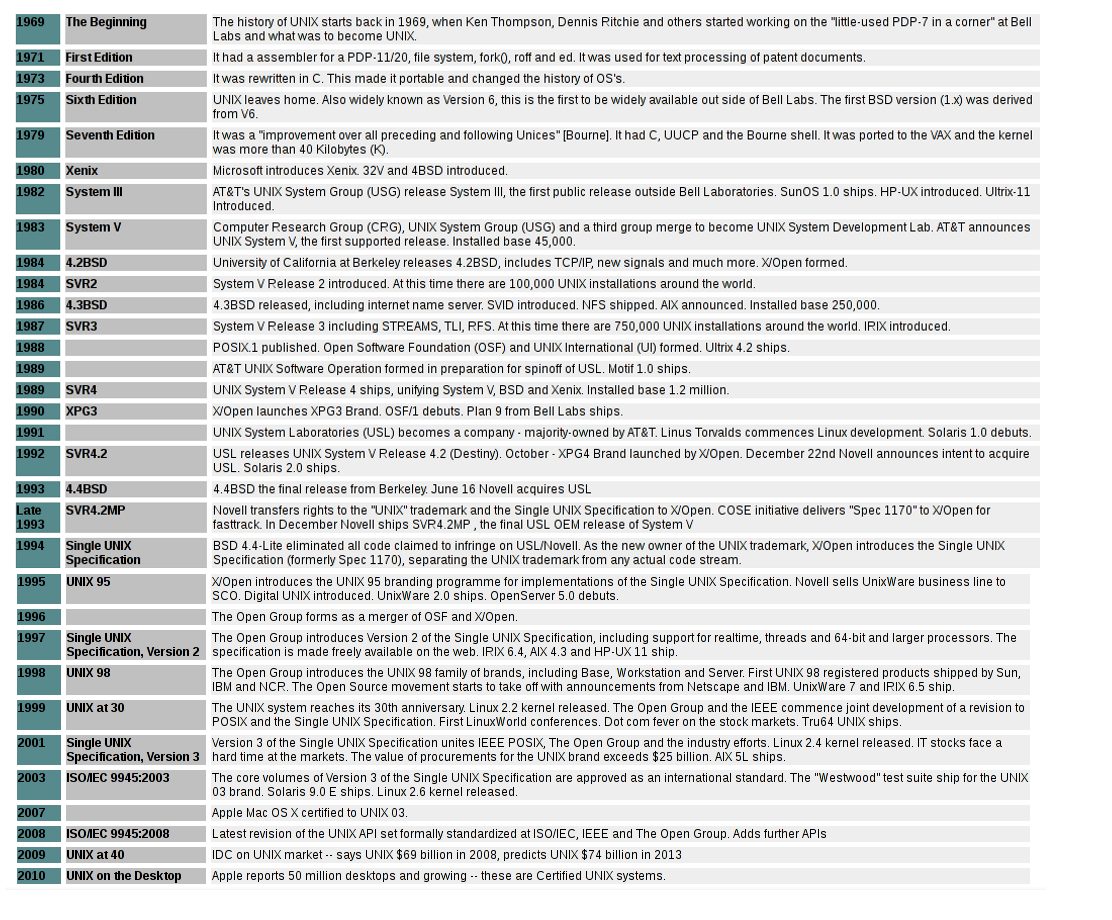 1969 The Beginning The history of UNIX starts back in 1969, when Ken Thompson, Dennis Ritchie and others started working on the "little-used PDP-7 in a corner" at Bell
Labs and what was to become UNIX.
1971 First Edition It had a assembler for a PDP-11/20, file system, fork(), roff and ed. It was used for text processing of patent documents.
1973 Fourth Edition It was rewritten in C. This made it portable and changed the history of OS's.
1975 Sixth Edition UNIX leaves home. Also widely known as Version 6, this is the first to be widely available out side of Bell Labs. The first BSD version (1.x) was derived
from V6.
1979 Seventh Edition It was a "improvement over all preceding and following Unices" [Bourne]. It had C, UUCP and the Bourne shell. It was ported to the VAX and the kernel
was more than 40 Kilobytes (K).
1980 Xenix Microsoft introduces Xenix. 32V and 4BSD introduced.
1982 System III AT&T's UNIX System Group (USG) release System III, the first public release outside Bell Laboratories. SunOS 1.0 ships. HP-UX introduced. Ultrix-11
Introduced.
1983 System V Computer Research Group (CRG), UNIX System Group (USG) and a third group merge to become UNIX System Development Lab. AT&T announces
UNIX System V, the first supported release. Installed base 45,000.
1984 4.2BSD University of California at Berkeley releases 4.2BSD, includes TCP/IP, new signals and much more. X/Open formed.
1984 SVR2 System V Release 2 introduced. At this time there are 100,000 UNIX installations around the world.
1986 4.3BSD 4.3BSD released, including internet name server. SVID introduced. NFS shipped. AIX announced. Installed base 250,000.
1987 SVR3 System V Release 3 including STREAMS, TLI, RFS. At this time there are 750,000 UNIX installations around the world. IRIX introduced.
1988 POSIX.1 published. Open Software Foundation (OSF) and UNIX International (UI) formed. Ultrix 4.2 ships.
1989 AT&T UNIX Software Operation formed in preparation for spinoff of USL. Motif 1.0 ships.
1989 SVR4 UNIX System V Release 4 ships, unifying System V, BSD and Xenix. Installed base 1.2 million.
1990 XPG3 X/Open launches XPG3 Brand. OSF/1 debuts. Plan 9 from Bell Labs ships.
1991 UNIX System Laboratories (USL) becomes a company - majority-owned by AT&T. Linus Torvalds commences Linux development. Solaris 1.0 debuts.
1992 SVR4.2 USL releases UNIX System V Release 4.2 (Destiny). October - XPG4 Brand launched by X/Open. December 22nd Novell announces intent to acquire
USL. Solaris 2.0 ships.
1993 4.4BSD 4.4BSD the final release from Berkeley. June 16 Novell acquires USL
Late SVR4.2MP Novell transfers rights to the "UNIX" trademark and the Single UNIX Specification to X/Open. COSE initiative delivers "Spec 1170" to X/Open for
1993 fasttrack. In December Novell ships SVR4.2MP , the final USL OEM release of System V
1994 Single UNIX BSD 4.4-Lite eliminated all code claimed to infringe on USL/Novell. As the new owner of the UNIX trademark, X/Open introduces the Single UNIX
Specification Specification (formerly Spec 1170), separating the UNIX trademark from any actual code stream.
1995 UNIX 95 X/Open introduces the UNIX 95 branding programme for implementations of the Single UNIX Specification. Novell sells UnixWare business line to
SCO. Digital UNIX introduced. UnixWare 2.0 ships. OpenServer 5.0 debuts.
1996 The Open Group forms as a merger of OSF and X/Open.
1997 Single UNIX The Open Group introduces Version 2 of the Single UNIX Specification, including support for realtime, threads and 64-bit and larger processors. The
Specification, Version 2 specification is made freely available on the web. IRIX 6.4, AIX 4.3 and HP-UX 11 ship.
1998 UNIX 98 The Open Group introduces the UNIX 98 family of brands, including Base, Workstation and Server. First UNIX 98 registered products shipped by Sun,
IBM and NCR. The Open Source movement starts to take off with announcements from Netscape and IBM. UnixWare 7 and IRIX 6.5 ship.
1999 UNIX at 30 The UNIX system reaches its 30th anniversary. Linux 2.2 kernel released. The Open Group and the IEEE commence joint development of a revision to
POSIX and the Single UNIX Specification. First LinuxWorld conferences. Dot com fever on the stock markets. Tru64 UNIX ships.
2001 Single UNIX Version 3 of the Single UNIX Specification unites IEEE POSIX, The Open Group and the industry efforts. Linux 2.4 kernel released. IT stocks face a
Specification, Version 3 hard time at the markets. The value of procurements for the UNIX brand exceeds $25 billion. AIX 5L ships.
2003 ISO/IEC 9945:2003 The core volumes of Version 3 of the Single UNIX Specification are approved as an international standard. The "Westwood" test suite ship for the UNIX
03 brand. Solaris 9.0 E ships. Linux 2.6 kernel released.
2007 Apple Mac OS X certified to UNIX 03.
2008 ISO/IEC 9945:2008 Latest revision of the UNIX API set formally standardized at ISO/IEC, IEEE and The Open Group. Adds further APIs
2009 UNIX at 40 IDC on UNIX market -- says UNIX $69 billion in 2008, predicts UNIX $74 billion in 2013
2010 UNIX on the Desktop Apple reports 50 million desktops and growing -- these are Certified UNIX systems.